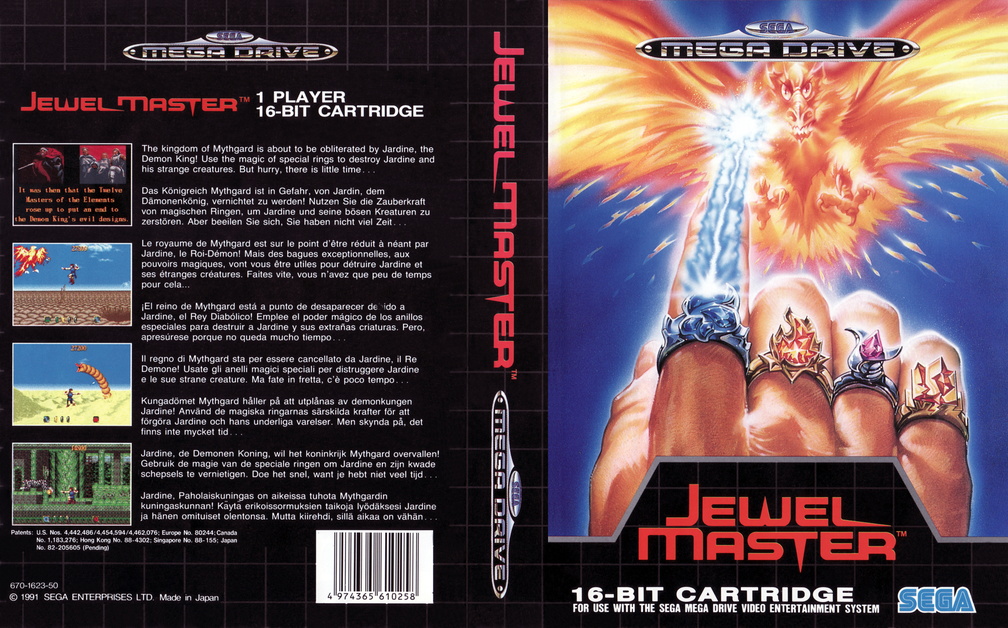 SEGA
MEGA DRIVE
JEWEL MASTER™
1 PLAYER
16-BIT CARTRIDGE
It was then that the Twelve
Masters of the Elements
rose up to put an end to
the Demon King's evil designs.
The kingdom of Mythgard is about to be obliterated by Jardine, the
Demon King! Use the magic of special rings to destroy Jardine and
his strange creatures. But hurry, there is little time . . .
Das Königreich Mythgard ist in Gefahr, von Jardin, dem
Dämonenkönig, vernichtet zu werden! Nutzen Sie die Zauberkraft
von magischen Ringen, um Jardine und seine bösen Kreaturen zu
zerstören. Aber beeilen Sie sich, Sie haben nicht viel Zeit . . .
Le royaume de Mythgard est sur le point d'être réduit à néant par
Jardine, le Roi-Démon! Mais des bagues exceptionnelles, aux
pouvoirs magiques, vont vous être utiles pour détruire Jardine et
ses étranges créatures. Faites vite, vous n'avez que peu de temps
pour cela...
¡El reino de Mythgard está a punto de desaparecer debido a
Jardine, el Rey Diabólico! Emplee el poder mágico de los anillos
especiales para destruir a Jardine y sus extrañas criaturas. Pero,
apresúrese porque no queda mucho tiempo . . .
Il regno di Mythgard sta per essere cancellato da Jardine, il Re
Demone! Usate gli anelli magici speciali per distruggere Jardine
e le sue strane creature. Ma fate in fretta, c'è poco tempo . . .
Kungadömet Mythgard håller på att utplånas av demonkungen
Jardine! Använd de magiska ringarnas särskilda krafter för att
förgöra Jardine och hans underliga varelser. Men skynda på, det
finns inte mycket tid . . .
Jardine, de Demonen Koning, wil het koninkrijk Mythgard overvallen!
Gebruik de magie van de speciale ringen om Jardine en zijn kwade
schepsels te vernietigen. Doe het snel, want je hebt niet veel tijd . . .
Jardine, Paholaiskuningas on aikeissa tuhota Mythgardin
kuningaskunnan! Käyta erikoissormuksien taikoja lyödäksesi Jardine
ja hänen omituiset olentonsa. Mutta kiirehdi, sillä aikaa on vähän . . .
Patents: U.S. Nos. 4,442,486/4,454,594/4,462,076; Europe No. 80244; Canada
No. 1,183,276; Hong Kong No. 88-4302; Singapore No. 88-155; Japan
No. 82-205605 (Pending)
670-1623-50
© 1991 SEGA ENTERPRISES LTD. Made in Japan
4 974365 610258
JEWEL MASTER™
SEGA
MEGA DRIVE
SEGA
MEGA DRIVE
JEWEL
MASTER™
16-BIT CARTRIDGE
FOR USE WITH THE SEGA MEGA DRIVE VIDEO ENTERTAINMENT SYSTEM
SEGA